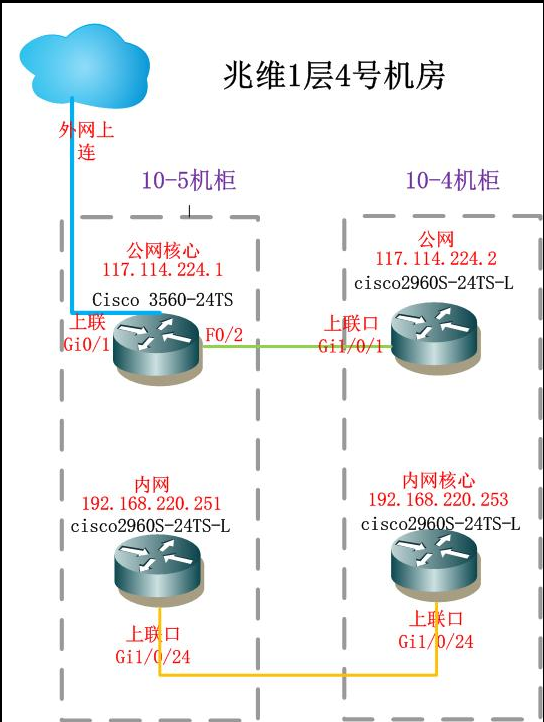 兆维1层4号机房
外网上
连
10-5机柜
10-4机柜
公网核心
117.114.224.1
Cisco 3560-24TS
上联
Gi0/1
F0/2
公网
117.114.224.2
cisco2960S-24TS-L
上联口
Gi1/0/1
内网
192.168.220.251
cisco2960S-24TS-L
上联口
Gi1/0/24
内网核心
192.168.220.253
cisco2960S-24TS-L
上联口
Gi1/0/24